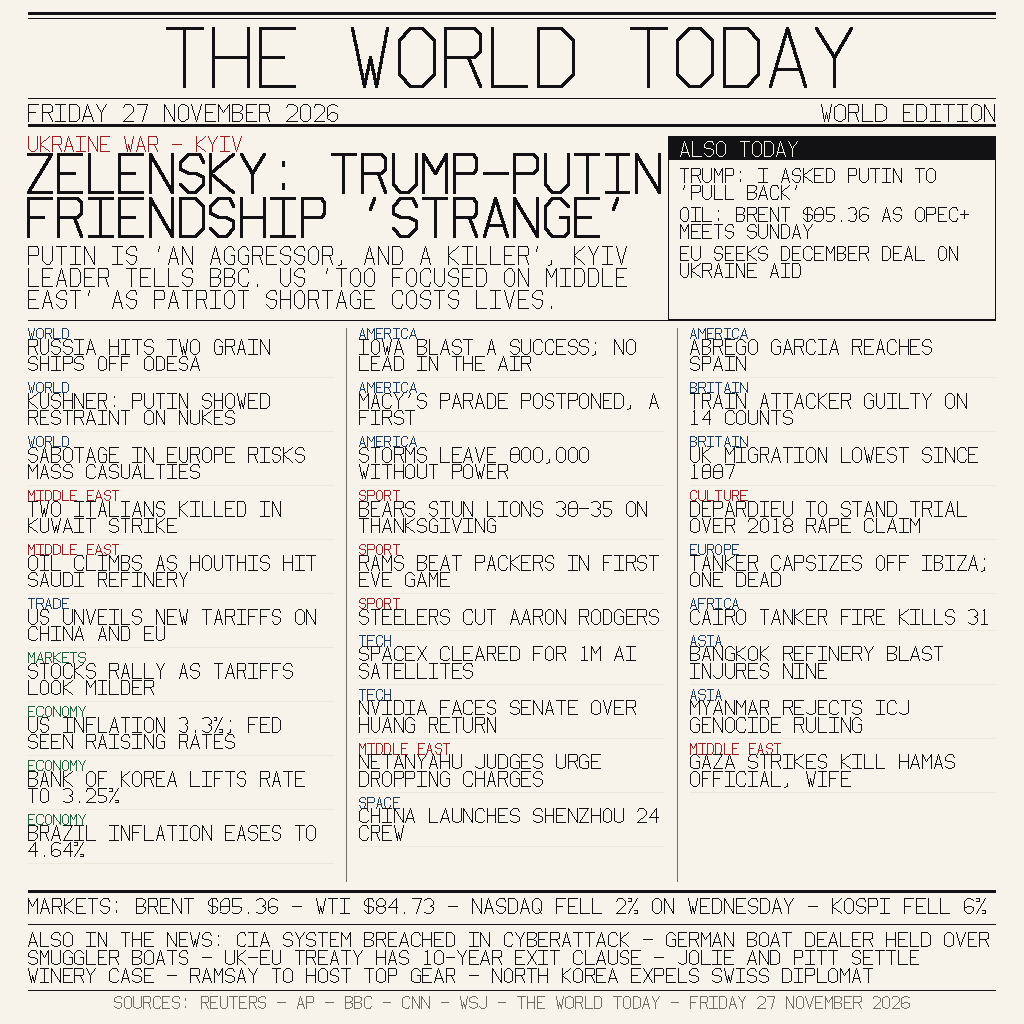 THE WORLD TODAY
FRIDAY 27 NOVEMBER 2026
WORLD EDITION
UKRAINE WAR - KYIV
ZELENSKY: TRUMP-PUTIN
FRIENDSHIP 'STRANGE'
PUTIN IS 'AN AGGRESSOR, AND A KILLER', KYIV
LEADER TELLS BBC. US 'TOO FOCUSED ON MIDDLE
EAST' AS PATRIOT SHORTAGE COSTS LIVES.
ALSO TODAY
TRUMP: I ASKED PUTIN TO
'PULL BACK'
OIL: BRENT $85.36 AS OPEC+
MEETS SUNDAY
EU SEEKS DECEMBER DEAL ON
UKRAINE AID
WORLD
RUSSIA HITS TWO GRAIN
SHIPS OFF ODESA
WORLD
KUSHNER: PUTIN SHOWED
RESTRAINT ON NUKES
WORLD
SABOTAGE IN EUROPE RISKS
MASS CASUALTIES
MIDDLE EAST
TWO ITALIANS KILLED IN
KUWAIT STRIKE
MIDDLE EAST
OIL CLIMBS AS HOUTHIS HIT
SAUDI REFINERY
TRADE
US UNVEILS NEW TARIFFS ON
CHINA AND EU
MARKETS
STOCKS RALLY AS TARIFFS
LOOK MILDER
ECONOMY
US INFLATION 3.3%; FED
SEEN RAISING RATES
ECONOMY
BANK OF KOREA LIFTS RATE
TO 3.25%
ECONOMY
BRAZIL INFLATION EASES TO
4.64%
AMERICA
IOWA BLAST A SUCCESS; NO
LEAD IN THE AIR
AMERICA
MACY'S PARADE POSTPONED, A
FIRST
AMERICA
STORMS LEAVE 800,000
WITHOUT POWER
SPORT
BEARS STUN LIONS 38-35 ON
THANKSGIVING
SPORT
RAMS BEAT PACKERS IN FIRST
EVE GAME
SPORT
STEELERS CUT AARON RODGERS
TECH
SPACEX CLEARED FOR 1M AI
SATELLITES
TECH
NVIDIA FACES SENATE OVER
HUANG RETURN
MIDDLE EAST
NETANYAHU JUDGES URGE
DROPPING CHARGES
SPACE
CHINA LAUNCHES SHENZHOU 24
CREW
AMERICA
ABREGO GARCIA REACHES
SPAIN
BRITAIN
TRAIN ATTACKER GUILTY ON
14 COUNTS
BRITAIN
UK MIGRATION LOWEST SINCE
1887
CULTURE
DEPARDIEU TO STAND TRIAL
OVER 2018 RAPE CLAIM
EUROPE
TANKER CAPSIZES OFF IBIZA;
ONE DEAD
AFRICA
CAIRO TANKER FIRE KILLS 31
ASIA
BANGKOK REFINERY BLAST
INJURES NINE
ASIA
MYANMAR REJECTS ICJ
GENOCIDE RULING
MIDDLE EAST
GAZA STRIKES KILL HAMAS
OFFICIAL, WIFE
MARKETS: BRENT $85.36 - WTI $84.73 - NASDAQ FELL 2% ON WEDNESDAY - KOSPI FELL 6%
ALSO IN THE NEWS: CIA SYSTEM BREACHED IN CYBERATTACK - GERMAN BOAT DEALER HELD OVER
SMUGGLER BOATS - UK-EU TREATY HAS 10-YEAR EXIT CLAUSE - JOLIE AND PITT SETTLE
WINERY CASE - RAMSAY TO HOST TOP GEAR - NORTH KOREA EXPELS SWISS DIPLOMAT
SOURCES: REUTERS - AP - BBC - CNN - WSJ - THE WORLD TODAY - FRIDAY 27 NOVEMBER 2026